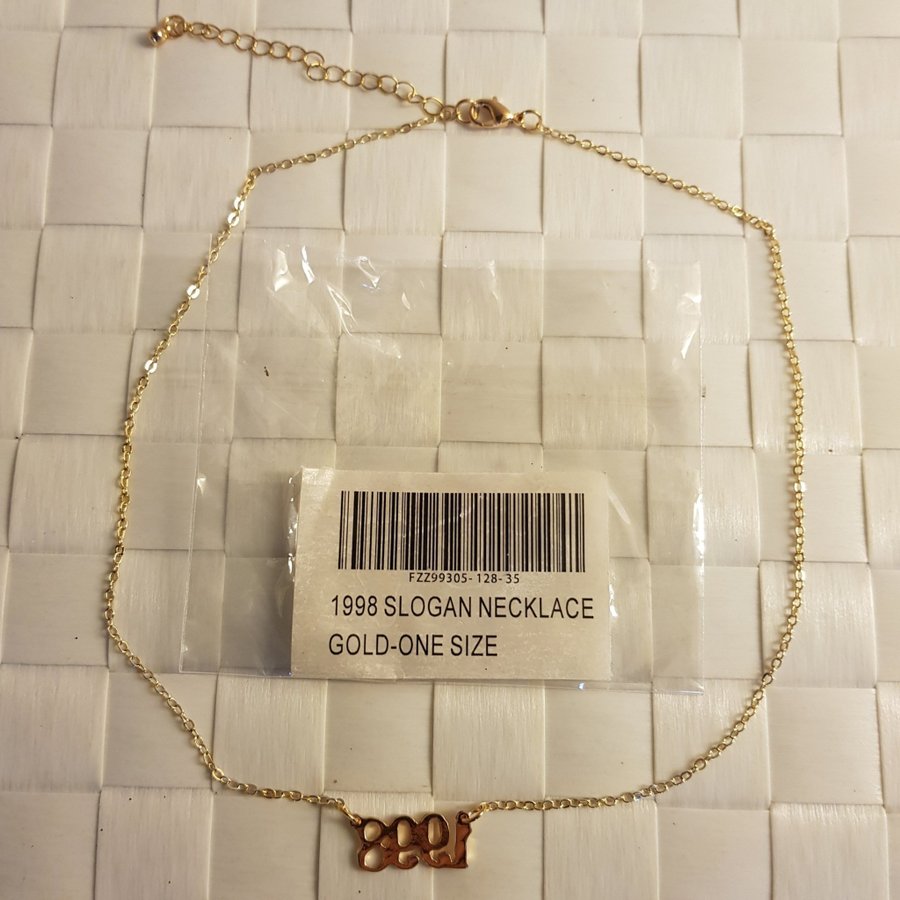 FZZ99305-128-35
1998 SLOGAN NECKLACE
GOLD-ONE SIZE
1998